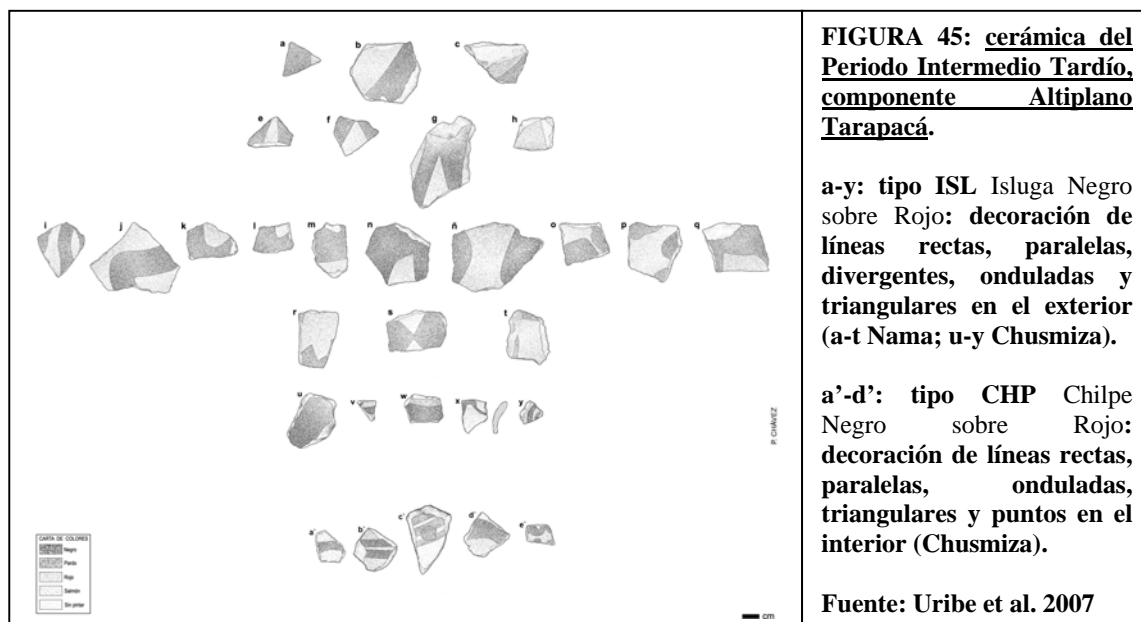 a b c
e f g h
i j k l m n ñ o p q
r s t
u v w x y
a' b' c' d' e'
P. CHÁVEZ
CARTA DE COLORES
Negro
Pardo
Rojo
Salmón
Sin pintar
cm
FIGURA 45: cerámica del
Periodo Intermedio Tardío,
componente Altiplano
Tarapacá.
a-y: tipo ISL Isluga Negro
sobre Rojo: decoración de
líneas rectas, paralelas,
divergentes, onduladas y
triangulares en el exterior
(a-t Nama; u-y Chusmiza).
a’-d’: tipo CHP Chilpe
Negro sobre Rojo:
decoración de líneas rectas,
paralelas, onduladas,
triangulares y puntos en el
interior (Chusmiza).
Fuente: Uribe et al. 2007